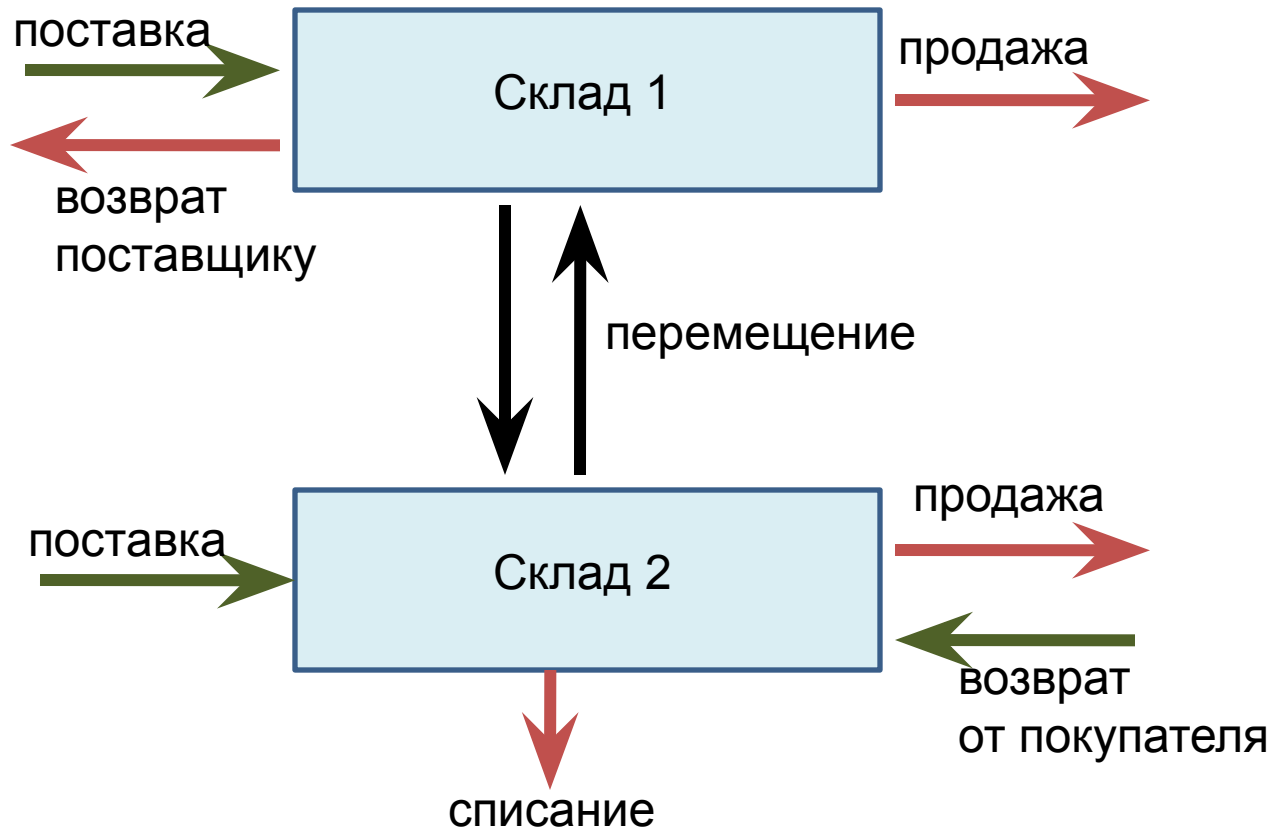 поставка
Склад 1
продажа
возврат
поставщику
перемещение
поставка
Склад 2
продажа
возврат
от покупателя
списание